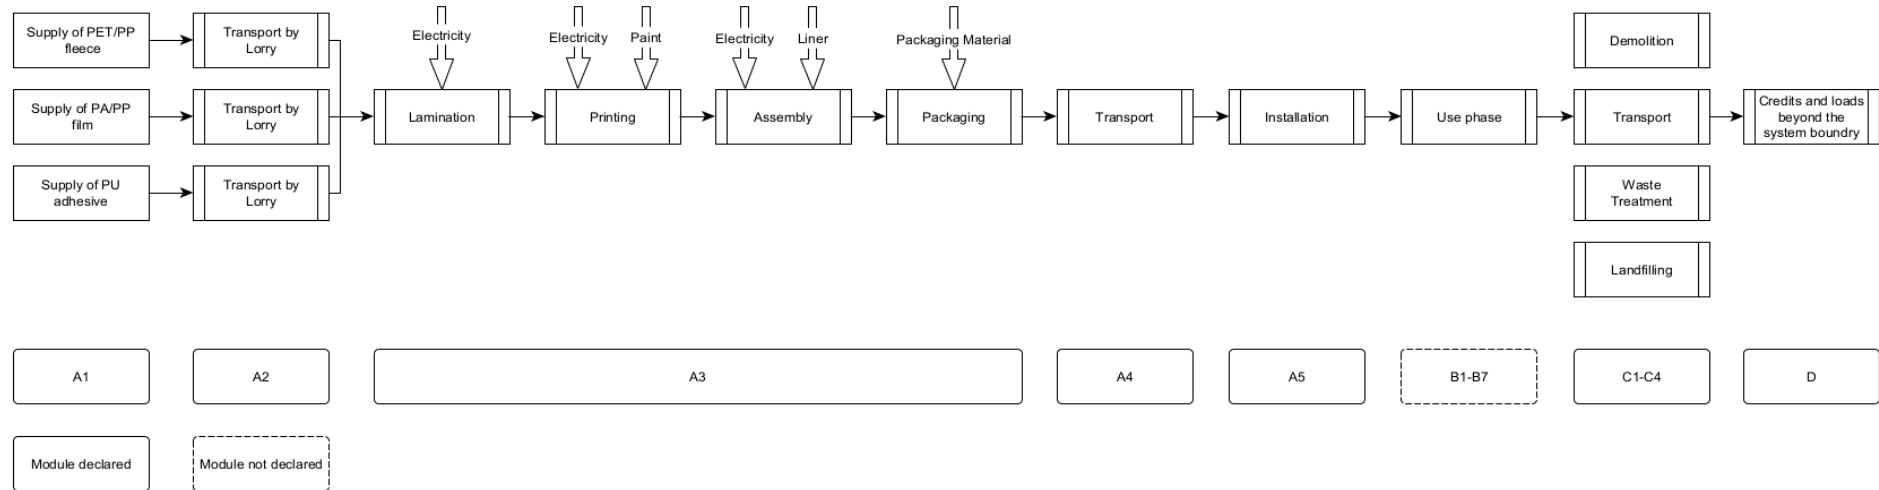 Supply of PET/PP
fleece
Transport by
Lorry
Electricity
Electricity
Paint
Electricity
Liner
Packaging Material
Demolition
Supply of PA/PP
film
Transport by
Lorry
Lamination
Printing
Assembly
Packaging
Transport
Installation
Use phase
Transport
Credits and loads
beyond the
system boundry
Supply of PU
adhesive
Transport by
Lorry
Waste
Treatment
Landfilling
A1
A2
A3
A4
A5
B1-B7
C1-C4
D
Module declared
Module not declared